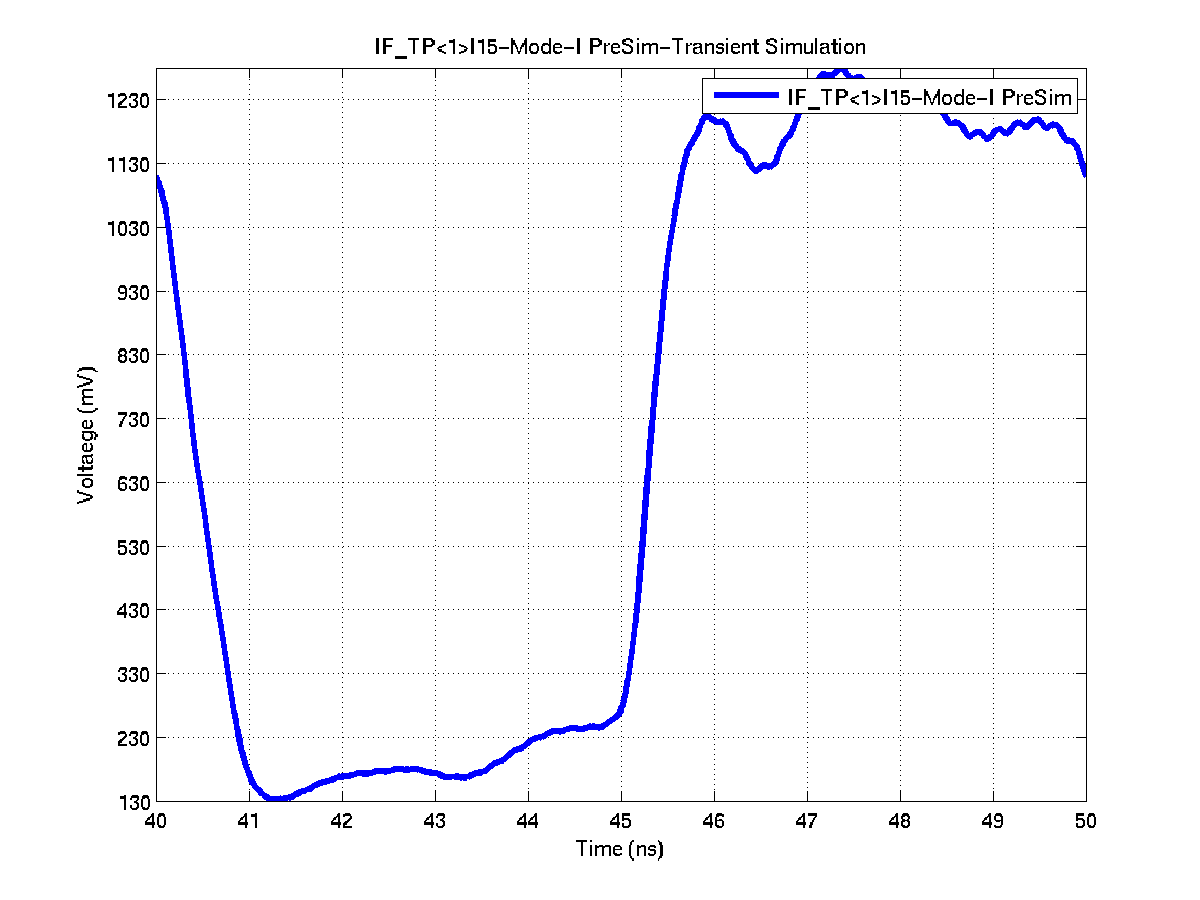 IF_TP<1>I15-Mode-I PreSim-Transient Simulation
IF_TP<1>I15-Mode-I PreSim
1230
1130
1030
930
830
730
630
530
430
330
230
130
Voltaege (mV)
40 41 42 43 44 45 46 47 48 49 50
Time (ns)